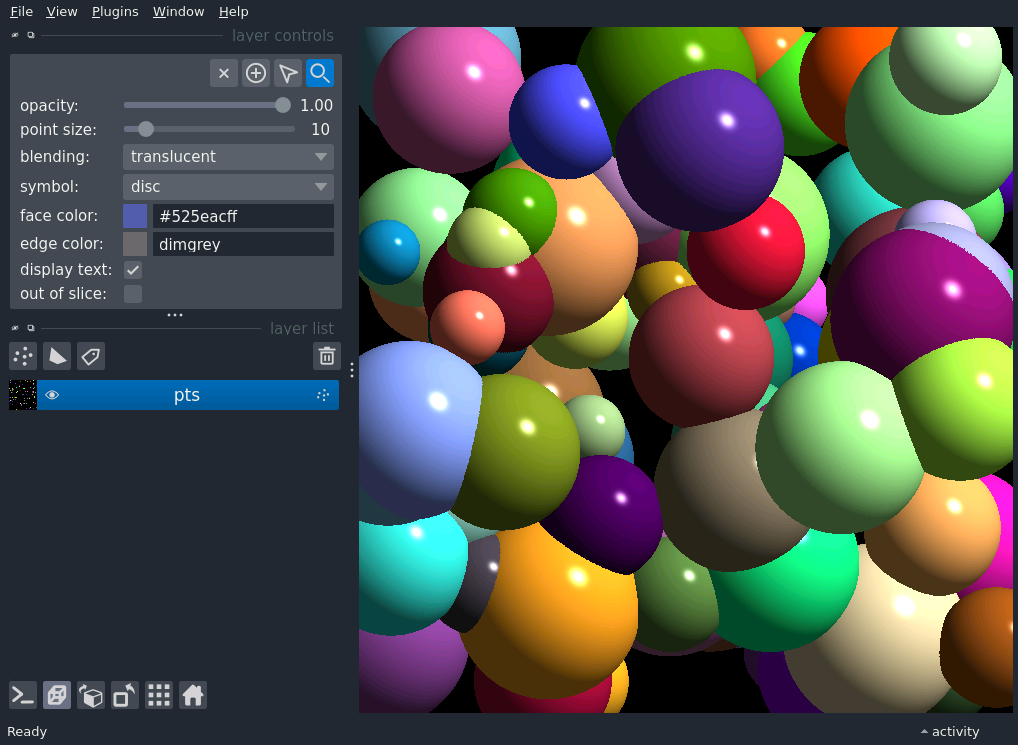 File View Plugins Window Help
layer controls
opacity: 1.00
point size: 10
blending: translucent
symbol: disc
face color: #525eacff
edge color: dimgrey
display text:
out of slice:
layer list
pts
Ready activity